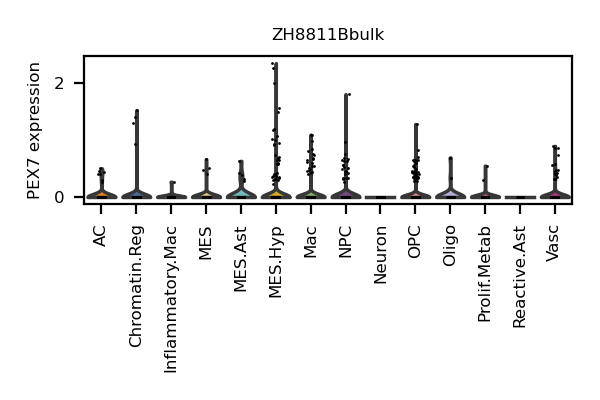 ZH8811Bbulk
PEX7 expression
2
0
AC
Chromatin.Reg
Inflammatory.Mac
MES
MES.Ast
MES.Hyp
Mac
NPC
Neuron
OPC
Oligo
Prolif.Metab
Reactive.Ast
Vasc